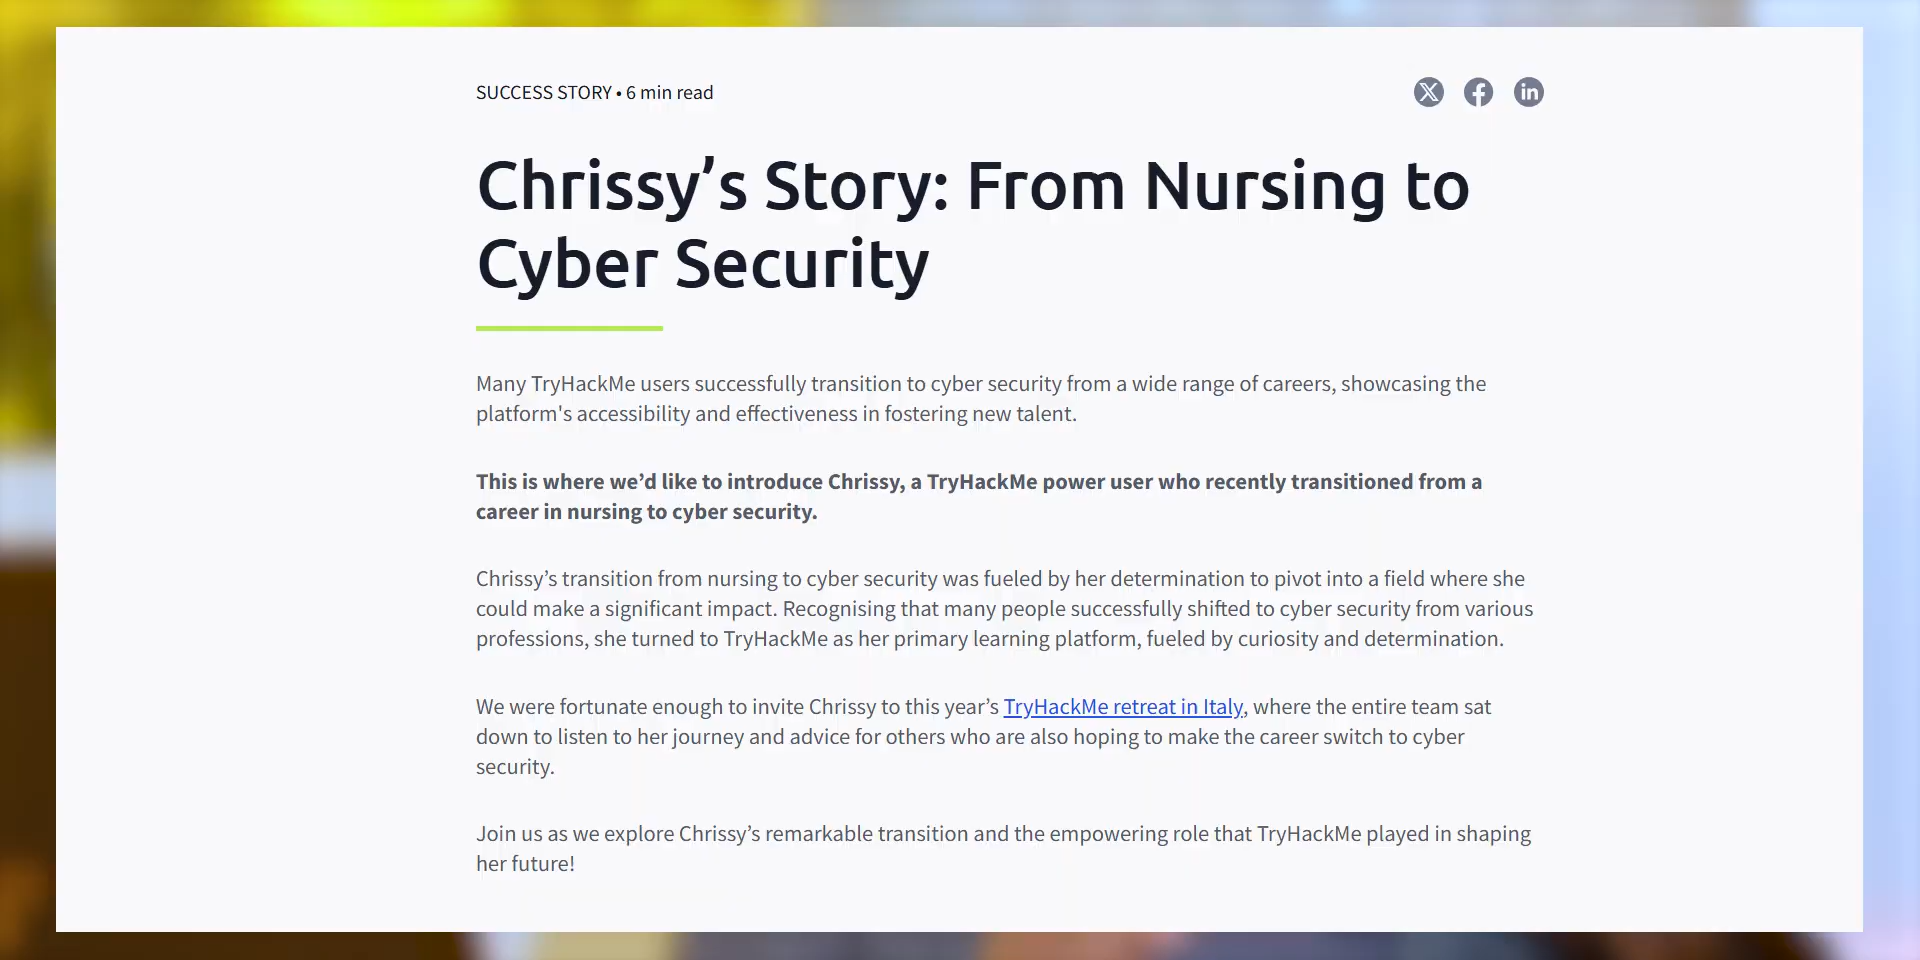 SUCCESS STORY • 6 min read
Chrissy’s Story: From Nursing to
Cyber Security
Many TryHackMe users successfully transition to cyber security from a wide range of careers, showcasing the
platform's accessibility and effectiveness in fostering new talent.
This is where we’d like to introduce Chrissy, a TryHackMe power user who recently transitioned from a
career in nursing to cyber security.
Chrissy’s transition from nursing to cyber security was fueled by her determination to pivot into a field where she
could make a significant impact. Recognising that many people successfully shifted to cyber security from various
professions, she turned to TryHackMe as her primary learning platform, fueled by curiosity and determination.
We were fortunate enough to invite Chrissy to this year’s TryHackMe retreat in Italy, where the entire team sat
down to listen to her journey and advice for others who are also hoping to make the career switch to cyber
security.
Join us as we explore Chrissy’s remarkable transition and the empowering role that TryHackMe played in shaping
her future!